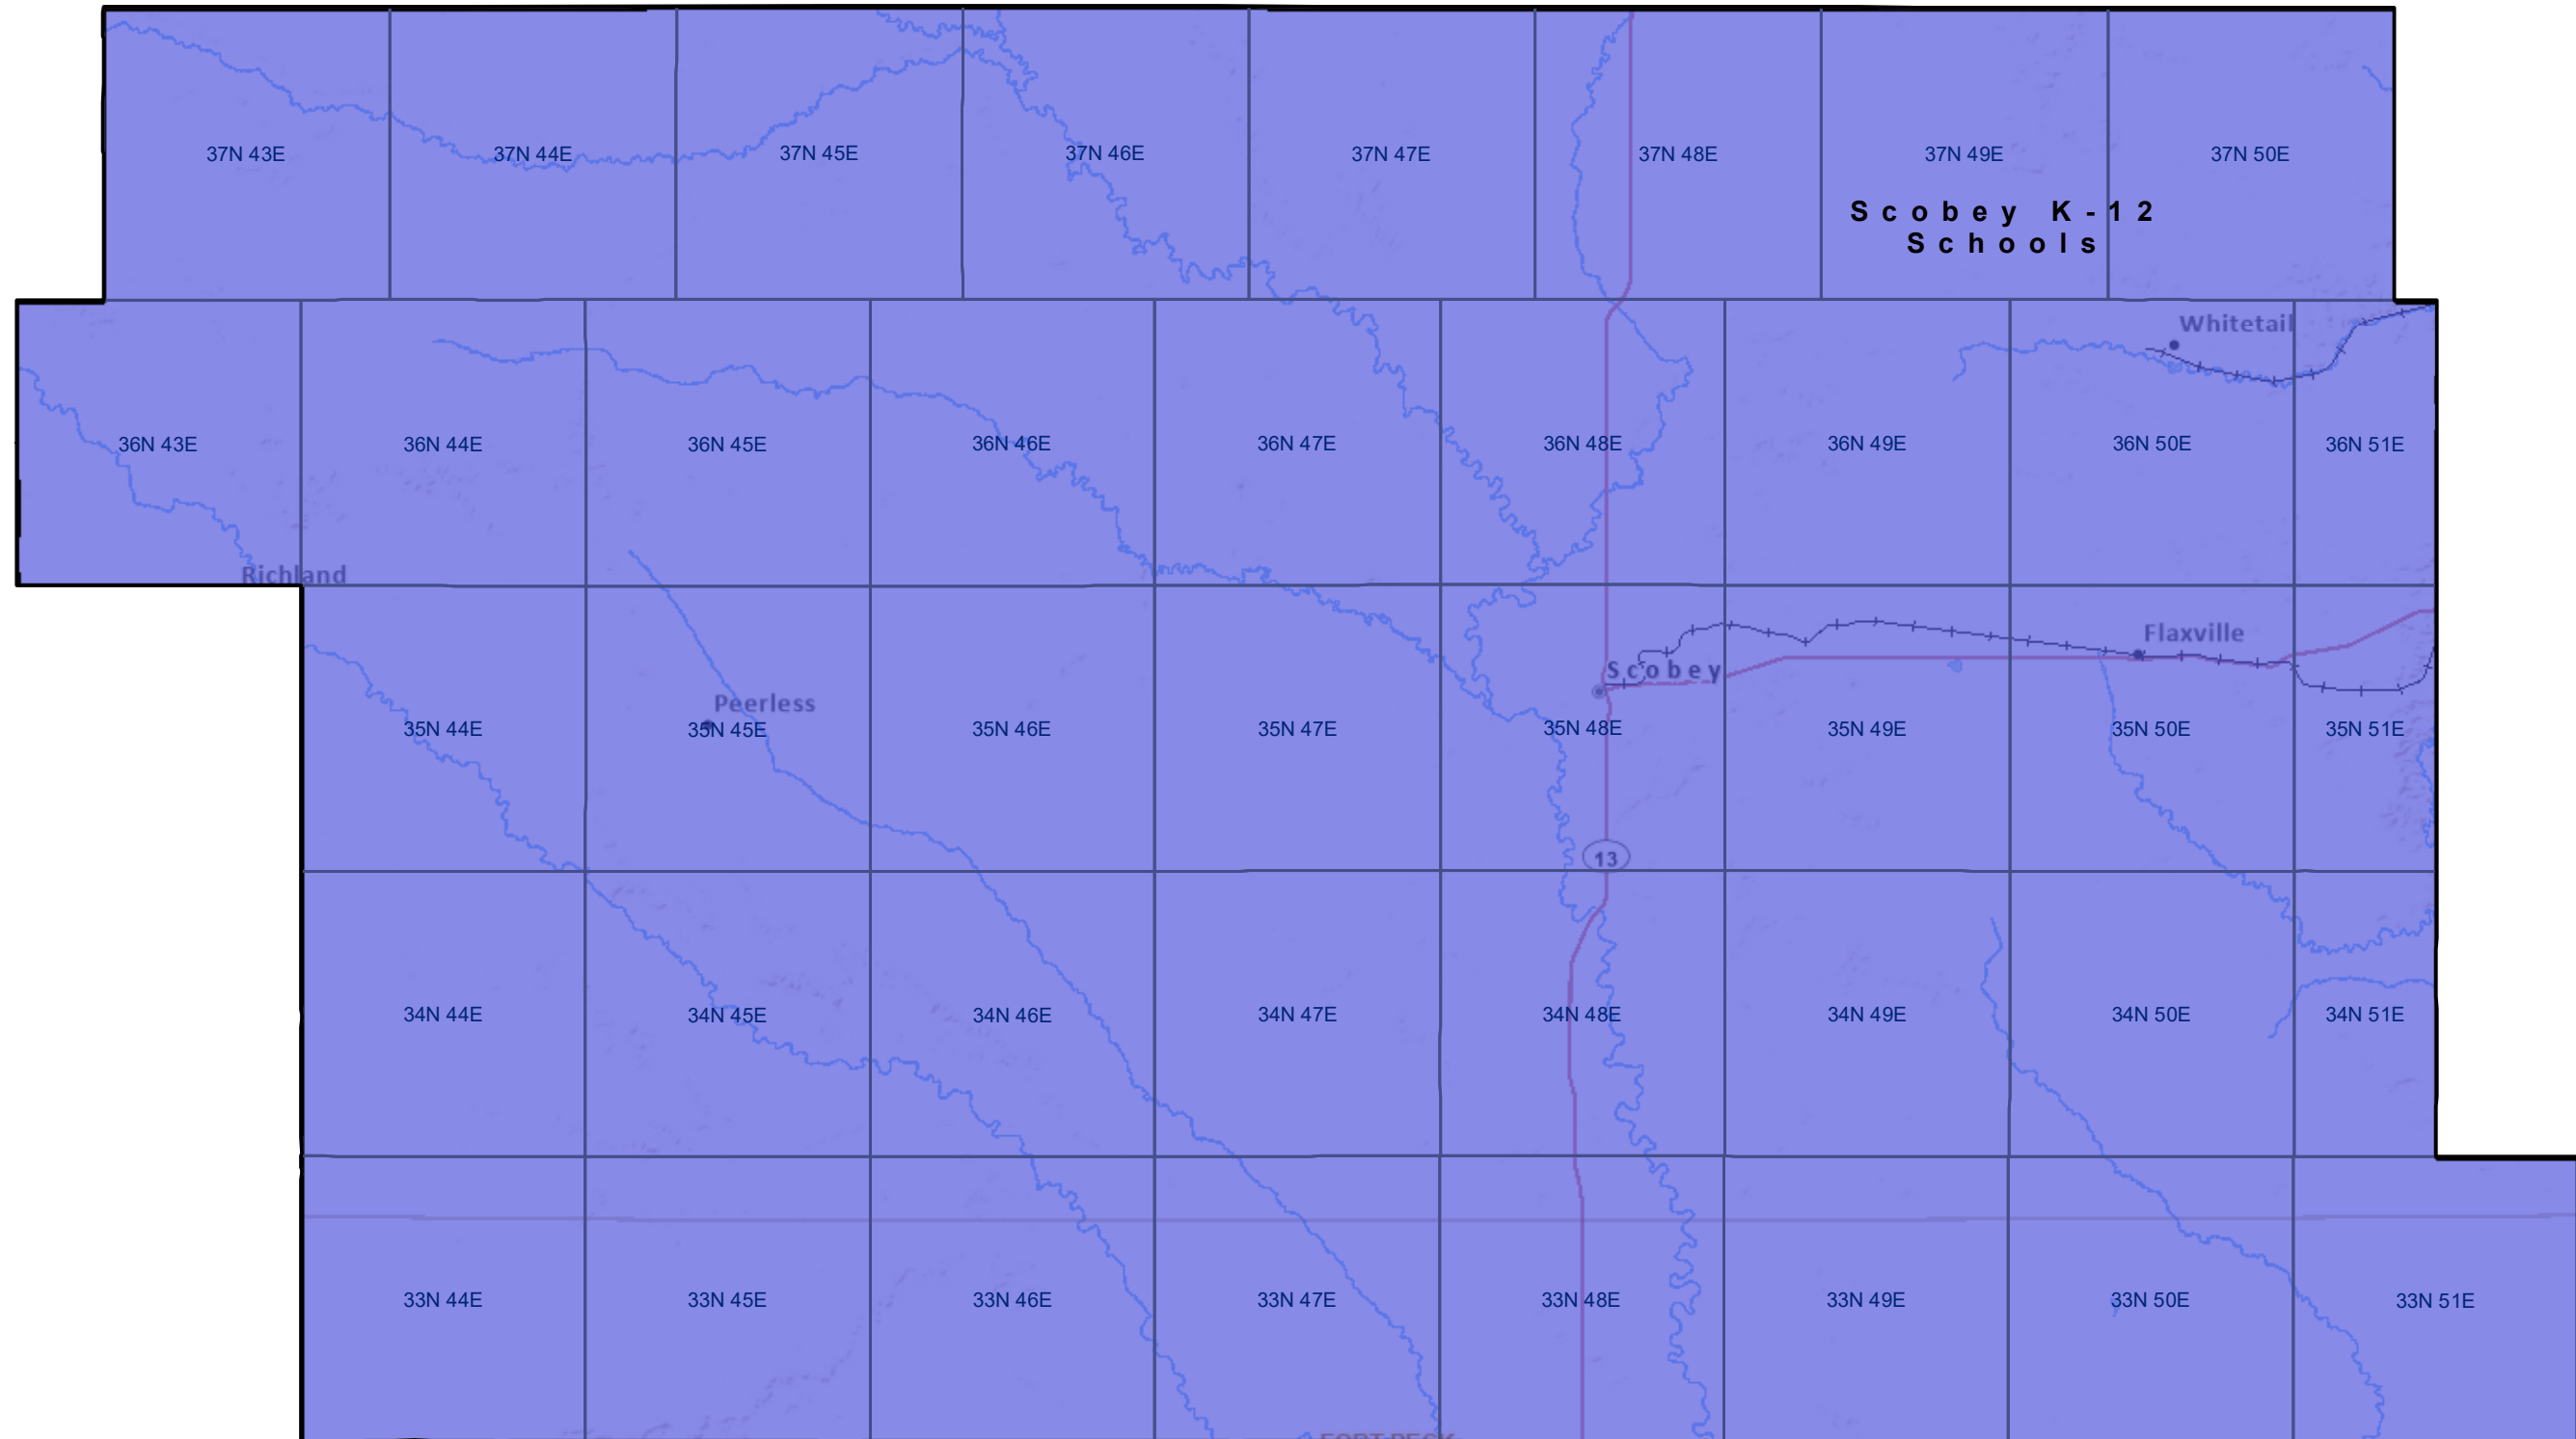 37N 43E
37N 44E
37N 45E
37N 46E
37N 47E
37N 48E
37N 49E
37N 50E
Scobey K-12
Schools
Whitetail
36N 43E
36N 44E
36N 45E
36N 46E
36N 47E
36N 48E
36N 49E
36N 50E
36N 51E
Richland
Flaxville
Scobey
Peerless
35N 44E
35N 45E
35N 46E
35N 47E
35N 48E
35N 49E
35N 50E
35N 51E
13
34N 44E
34N 45E
34N 46E
34N 47E
34N 48E
34N 49E
34N 50E
34N 51E
33N 44E
33N 45E
33N 46E
33N 47E
33N 48E
33N 49E
33N 50E
33N 51E
FORT PECK